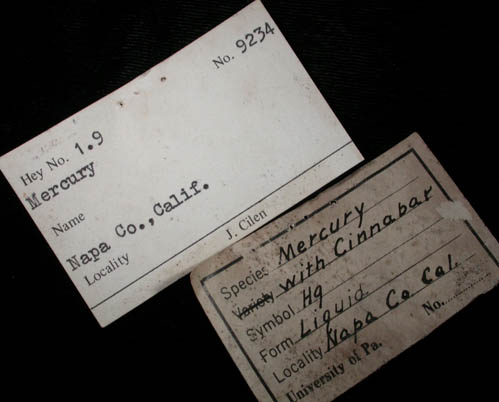 Hey No. 1.9
No. 9234
Mercury
Name
Napa Co., Calif.
Locality
J. Cilen
Species Mercury
Variety with Cinnabar
Symbol Hg
Form Liquid
Locality Napa Co Cal.
University of Pa. No.